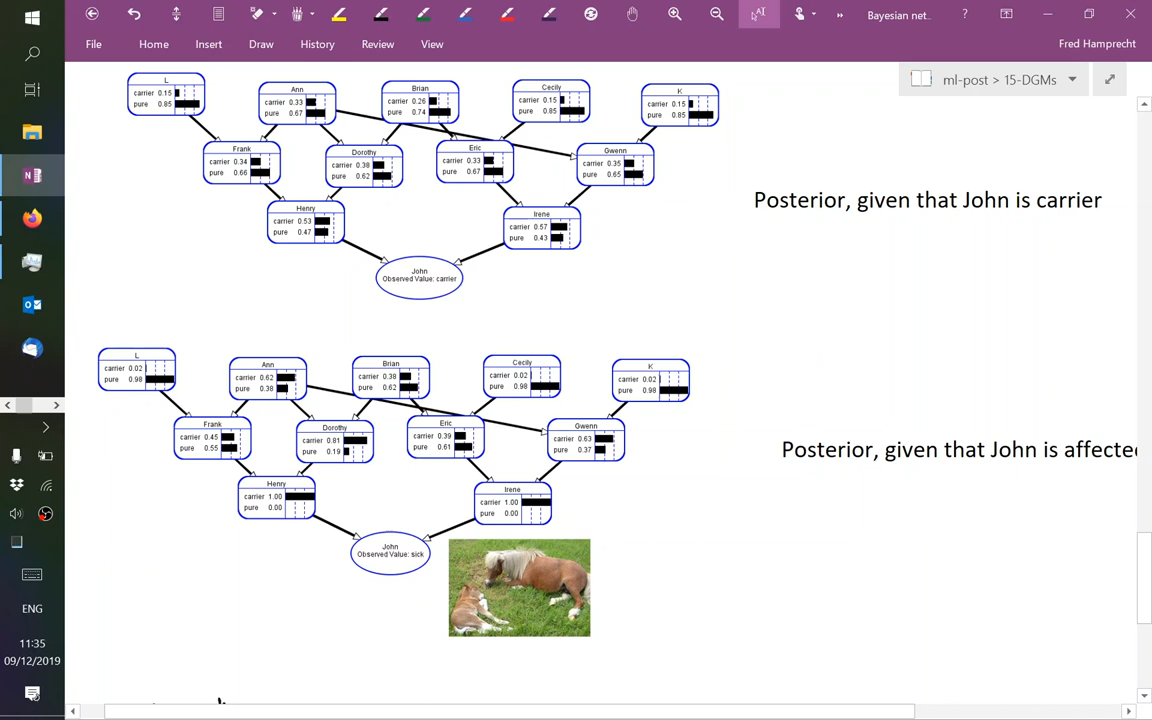 Bayesian net..
?
Fred Hamprecht
File
Home
Insert
Draw
History
Review
View
ml-post > 15-DGMs
L
carrier 0.15
pure 0.85
Ann
carrier 0.33
pure 0.67
Brian
carrier 0.26
pure 0.74
Cecily
carrier 0.15
pure 0.85
K
carrier 0.15
pure 0.85
Frank
carrier 0.34
pure 0.66
Dorothy
carrier 0.38
pure 0.62
Eric
carrier 0.33
pure 0.67
Gwenn
carrier 0.35
pure 0.65
Henry
carrier 0.53
pure 0.47
Irene
carrier 0.57
pure 0.43
John
Observed Value: carrier
Posterior, given that John is carrier
L
carrier 0.02
pure 0.98
Ann
carrier 0.62
pure 0.38
Brian
carrier 0.38
pure 0.62
Cecily
carrier 0.02
pure 0.98
K
carrier 0.02
pure 0.98
Frank
carrier 0.45
pure 0.55
Dorothy
carrier 0.81
pure 0.19
Eric
carrier 0.39
pure 0.61
Gwenn
carrier 0.63
pure 0.37
Henry
carrier 1.00
pure 0.00
Irene
carrier 1.00
pure 0.00
John
Observed Value: sick
Posterior, given that John is affected
ENG
11:35
09/12/2019